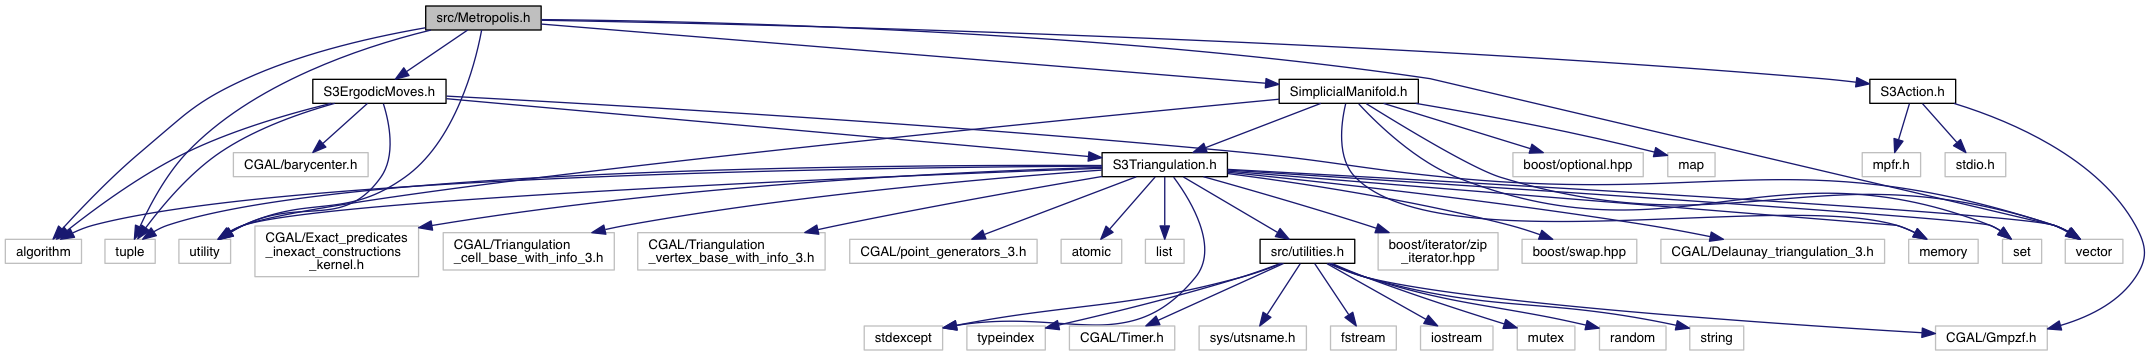 src/Metropolis.h
S3ErgodicMoves.h
SimplicialManifold.h
S3Action.h
CGAL/barycenter.h
S3Triangulation.h
boost/optional.hpp
map
mpfr.h
stdio.h
algorithm
tuple
utility
CGAL/Exact_predicates
_inexact_constructions
_kernel.h
CGAL/Triangulation
_cell_base_with_info_3.h
CGAL/Triangulation
_vertex_base_with_info_3.h
CGAL/point_generators_3.h
atomic
list
src/utilities.h
boost/iterator/zip
_iterator.hpp
boost/swap.hpp
CGAL/Delaunay_triangulation_3.h
memory
set
vector
stdexcept
typeindex
CGAL/Timer.h
sys/utsname.h
fstream
iostream
mutex
random
string
CGAL/Gmpzf.h